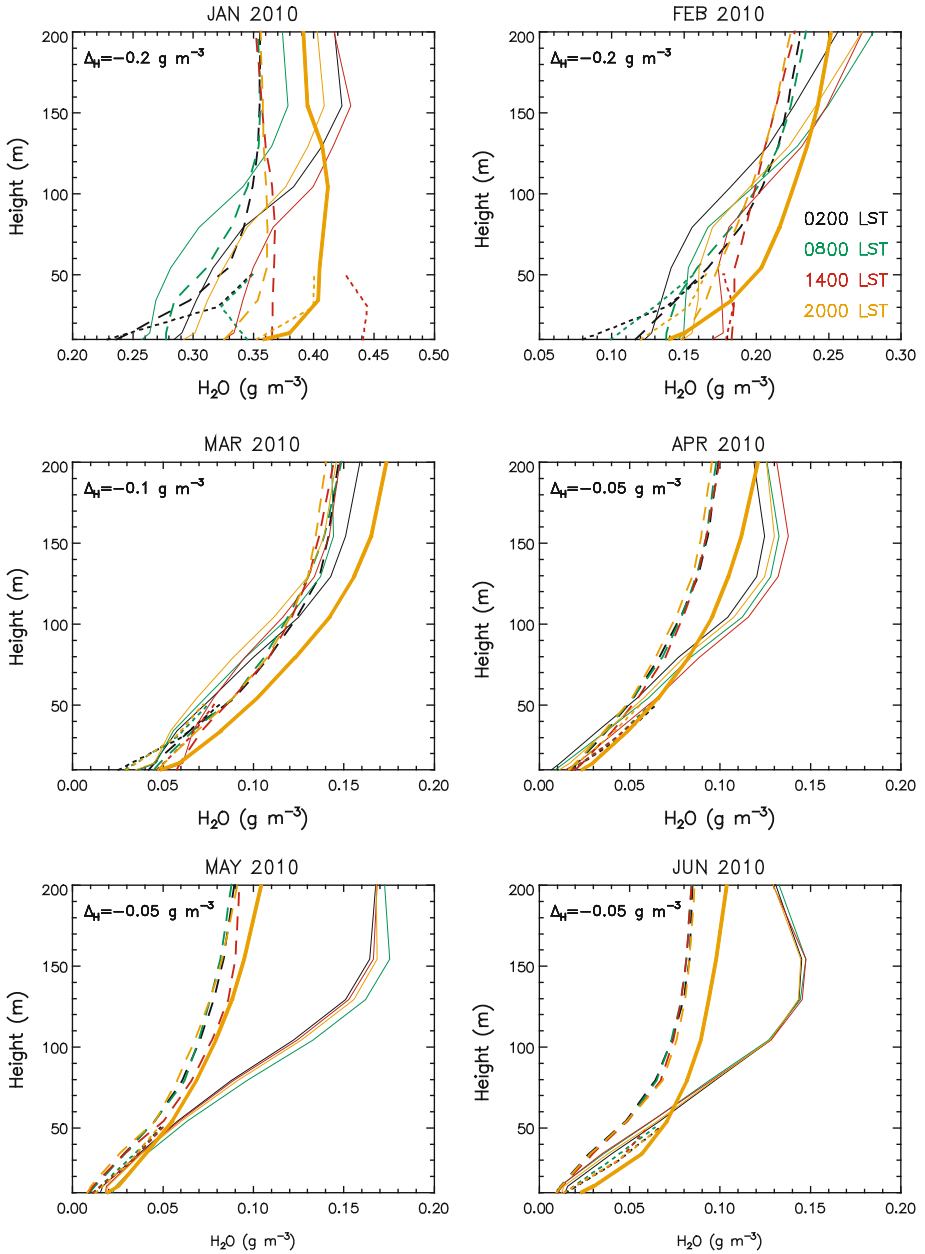 JAN 2010
Δ_H=−0.2 g m⁻³
Height (m)
200
150
100
50
0.20 0.25 0.30 0.35 0.40 0.45 0.50
H₂O (g m⁻³)
FEB 2010
Δ_H=−0.2 g m⁻³
Height (m)
200
150
100
50
0200 LST
0800 LST
1400 LST
2000 LST
0.05 0.10 0.15 0.20 0.25 0.30
H₂O (g m⁻³)
MAR 2010
Δ_H=−0.1 g m⁻³
Height (m)
200
150
100
50
0.00 0.05 0.10 0.15 0.20
H₂O (g m⁻³)
APR 2010
Δ_H=−0.05 g m⁻³
Height (m)
200
150
100
50
0.00 0.05 0.10 0.15 0.20
H₂O (g m⁻³)
MAY 2010
Δ_H=−0.05 g m⁻³
Height (m)
200
150
100
50
0.00 0.05 0.10 0.15 0.20
H₂O (g m⁻³)
JUN 2010
Δ_H=−0.05 g m⁻³
Height (m)
200
150
100
50
0.00 0.05 0.10 0.15 0.20
H₂O (g m⁻³)